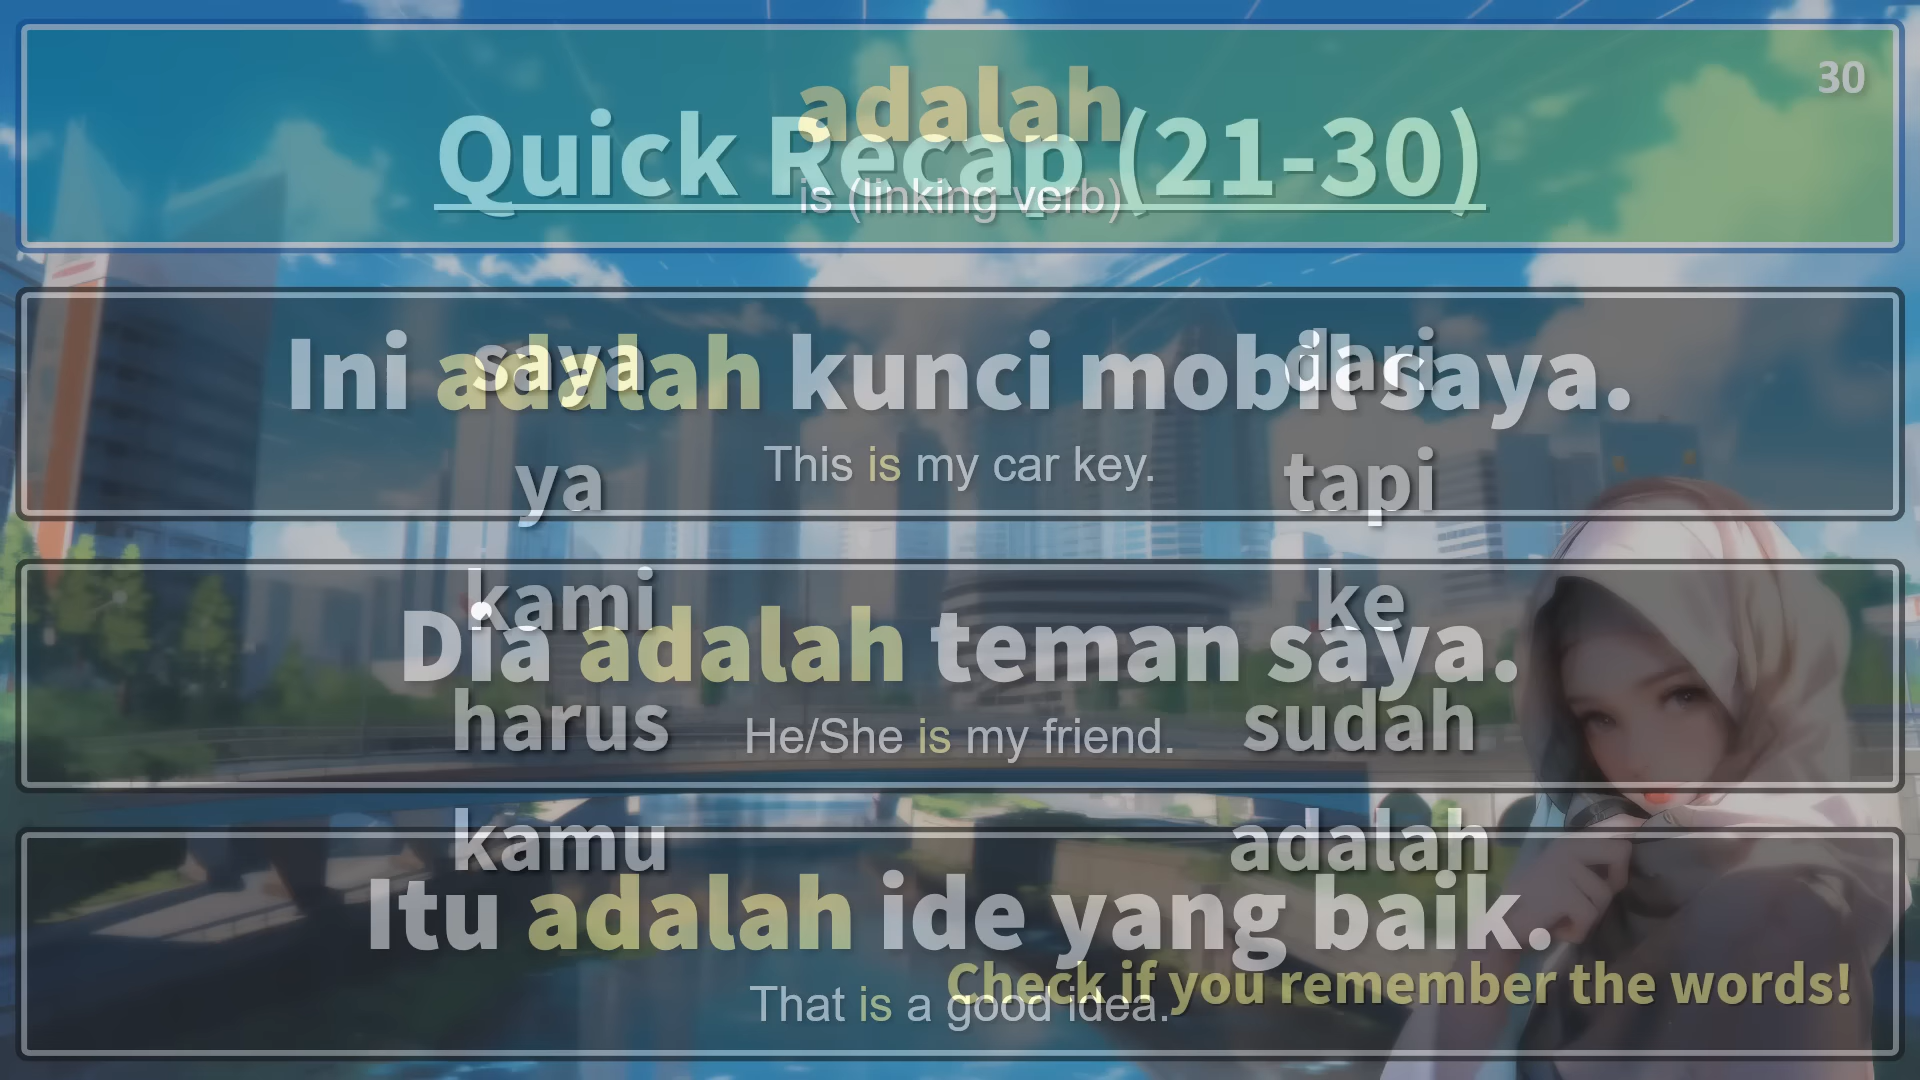 30
adalah
is (linking verb)
Ini adalah kunci mobil saya.
This is my car key.
Dia adalah teman saya.
He/She is my friend.
Itu adalah ide yang baik.
That is a good idea.
Quick Recap (21-30)
saya dari
ya tapi
kami ke
harus sudah
kamu adalah
Check if you remember the words!